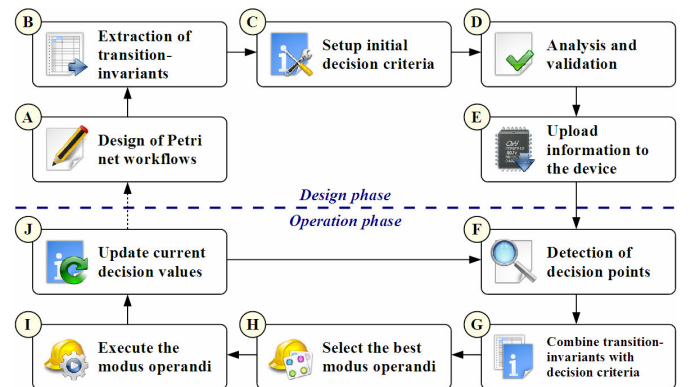 B
Extraction of
transition-
invariants
C
Setup initial
decision criteria
D
Analysis and
validation
A
Design of Petri
net workflows
E
Upload
information to
the device
Design phase
Operation phase
J
Update current
decision values
F
Detection of
decision points
I
Execute the
modus operandi
H
Select the best
modus operandi
G
Combine transition-
invariants with
decision criteria